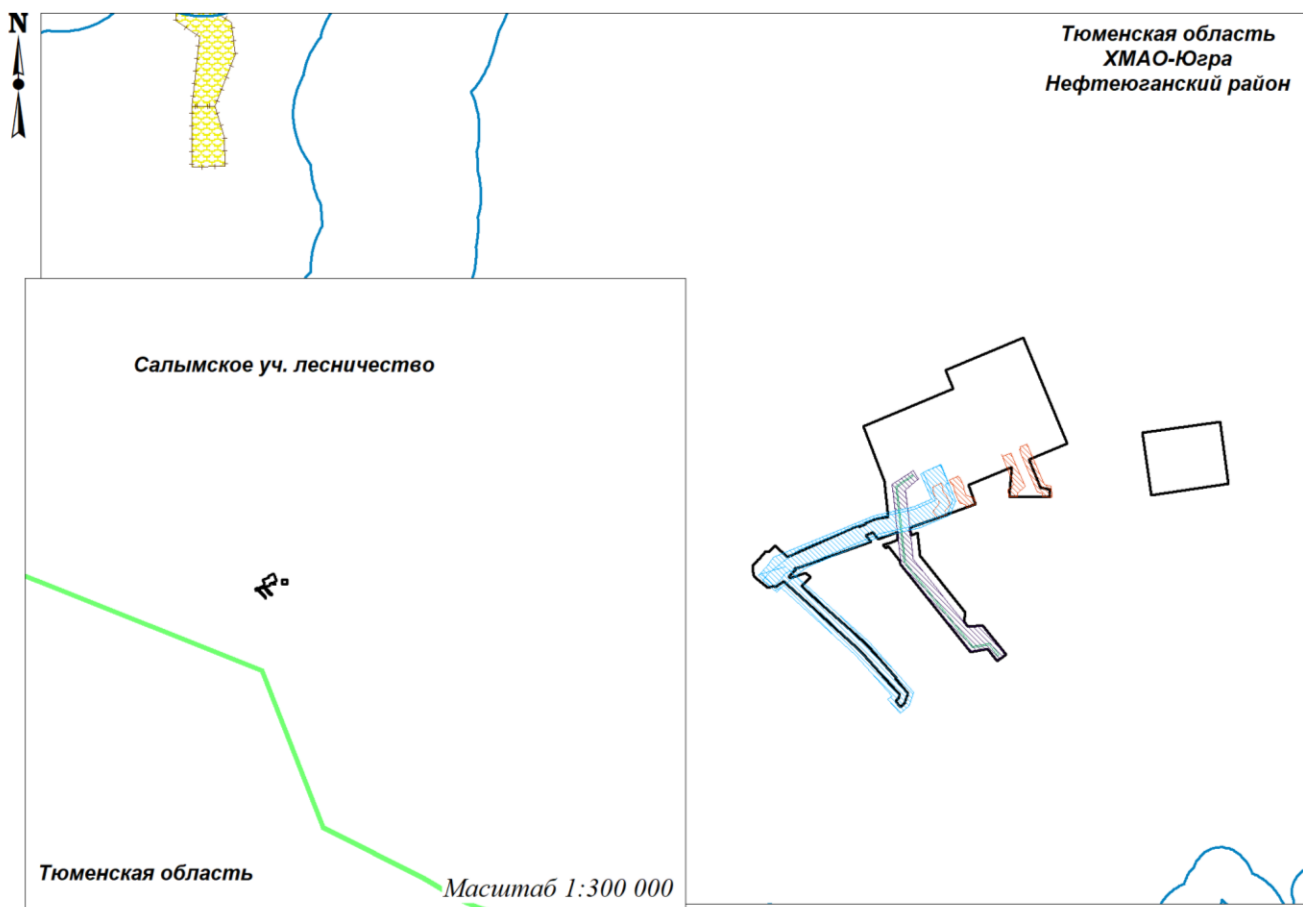 N
Тюменская область
ХМАО-Югра
Нефтеюганский район
Салымское уч. лесничество
Тюменская область
Масштаб 1:300 000